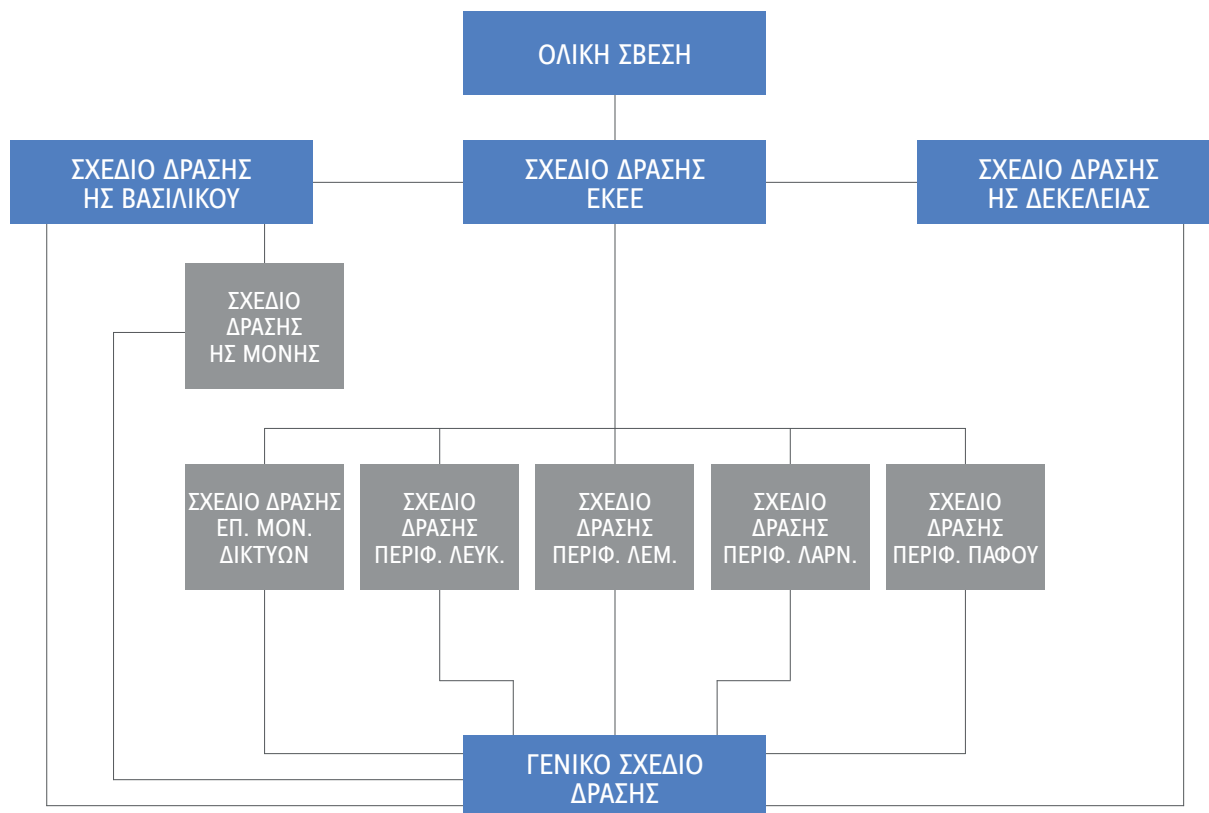 ΟΛΙΚΗ ΣΒΕΣΗ
ΣΧΕΔΙΟ ΔΡΑΣΗΣ
ΗΣ ΒΑΣΙΛΙΚΟΥ
ΣΧΕΔΙΟ ΔΡΑΣΗΣ
ΕΚΕΕ
ΣΧΕΔΙΟ ΔΡΑΣΗΣ
ΗΣ ΔΕΚΕΛΕΙΑΣ
ΣΧΕΔΙΟ
ΔΡΑΣΗΣ
ΗΣ ΜΟΝΗΣ
ΣΧΕΔΙΟ ΔΡΑΣΗΣ
ΕΠ. ΜΟΝ.
ΔΙΚΤΥΩΝ
ΣΧΕΔΙΟ
ΔΡΑΣΗΣ
ΠΕΡΙΦ. ΛΕΥΚ.
ΣΧΕΔΙΟ
ΔΡΑΣΗΣ
ΠΕΡΙΦ. ΛΕΜ.
ΣΧΕΔΙΟ
ΔΡΑΣΗΣ
ΠΕΡΙΦ. ΛΑΡΝ.
ΣΧΕΔΙΟ
ΔΡΑΣΗΣ
ΠΕΡΙΦ. ΠΑΦΟΥ
ΓΕΝΙΚΟ ΣΧΕΔΙΟ
ΔΡΑΣΗΣ